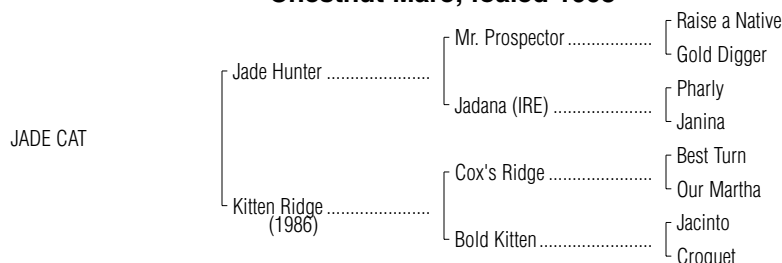 Raise a Native
Mr. Prospector
Gold Digger
Jade Hunter
Pharly
Jadana (IRE)
Janina
JADE CAT
Best Turn
Cox's Ridge
Our Martha
Kitten Ridge
(1986)
Jacinto
Bold Kitten
Croquet